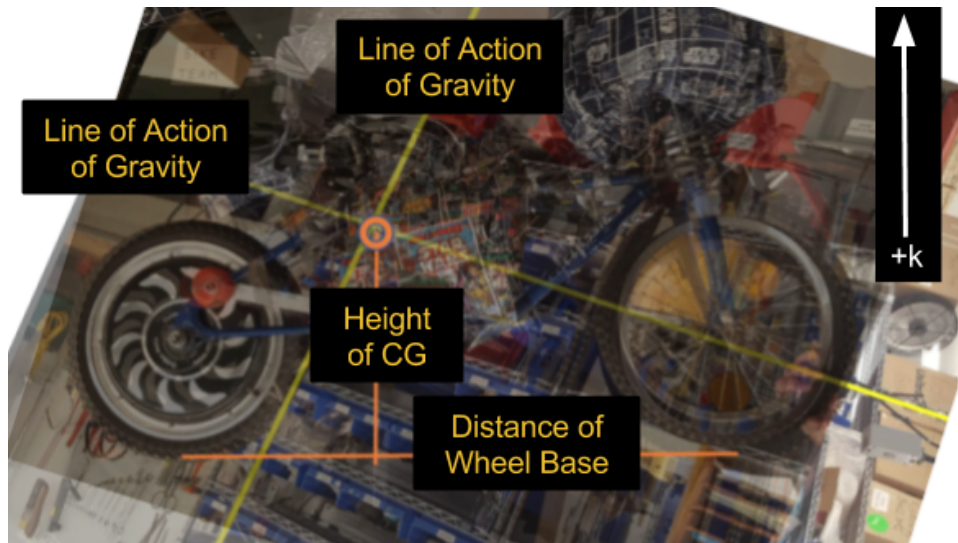 Line of Action
of Gravity
Line of Action
of Gravity
+k
Height
of CG
Distance of
Wheel Base